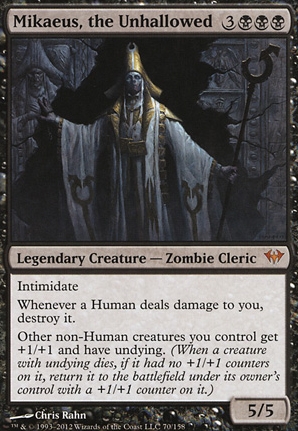 Mikaeus, the Unhallowed 3
Legendary Creature — Zombie Cleric
Intimidate
Whenever a Human deals damage to you,
destroy it.
Other non-Human creatures you control get
+1/+1 and have undying. (When a creature
with undying dies, if it had no +1/+1 counters
on it, return it to the battlefield under its owner's
control with a +1/+1 counter on it.)
Chris Rahn
™ & © 1993-2012 Wizards of the Coast LLC 70/158
5/5